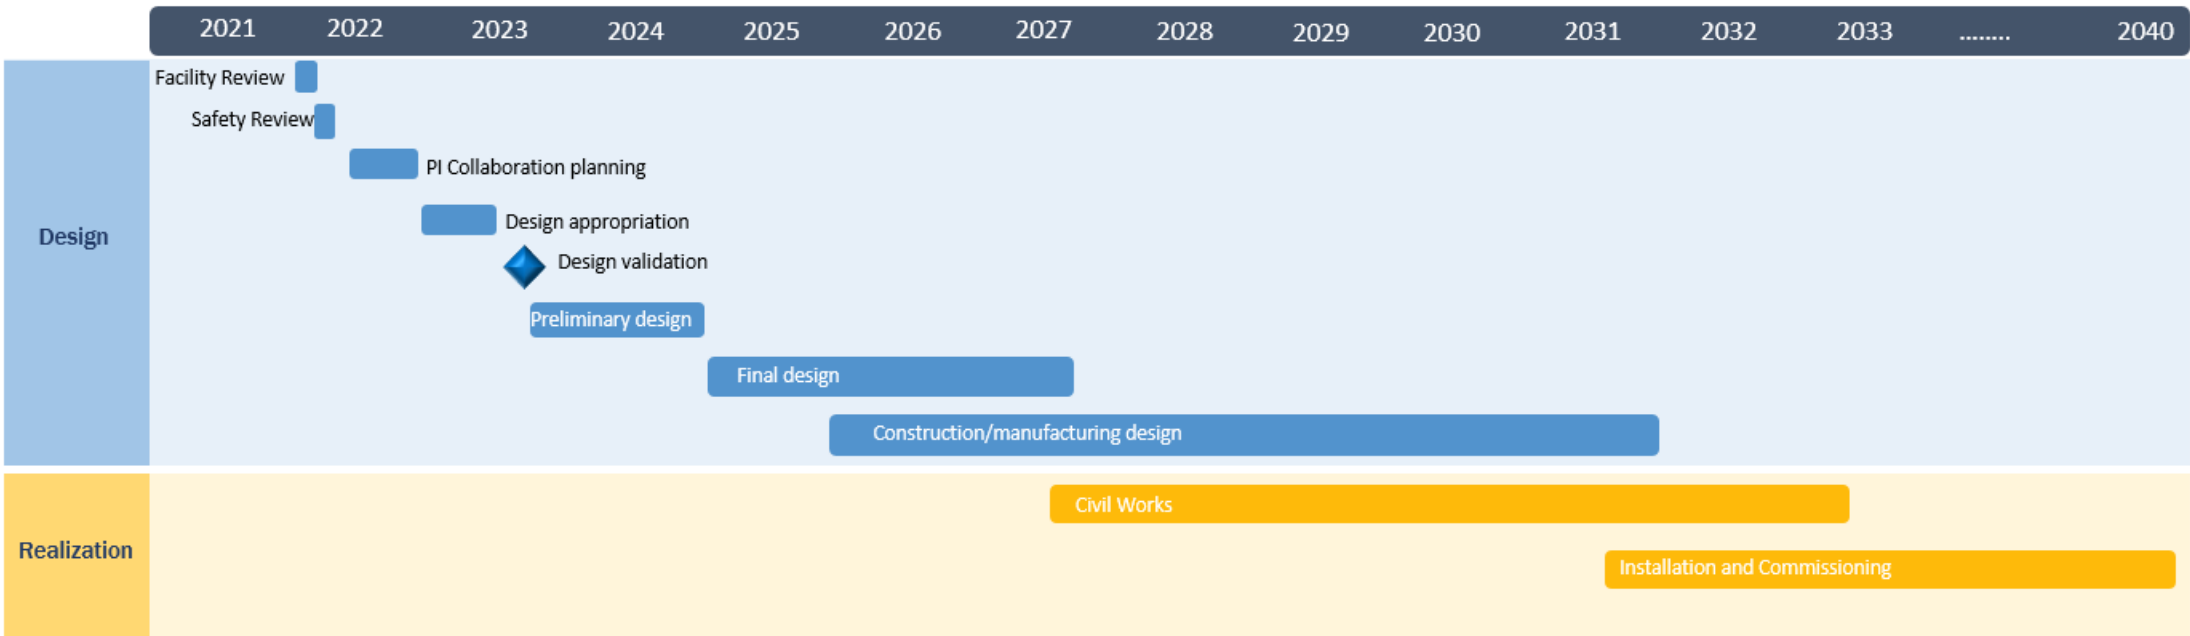 2021 2022 2023 2024 2025 2026 2027 2028 2029 2030 2031 2032 2033 ........ 2040
Facility Review
Safety Review
PI Collaboration planning
Design appropriation
Design
Design validation
Preliminary design
Final design
Construction/manufacturing design
Civil Works
Realization
Installation and Commissioning